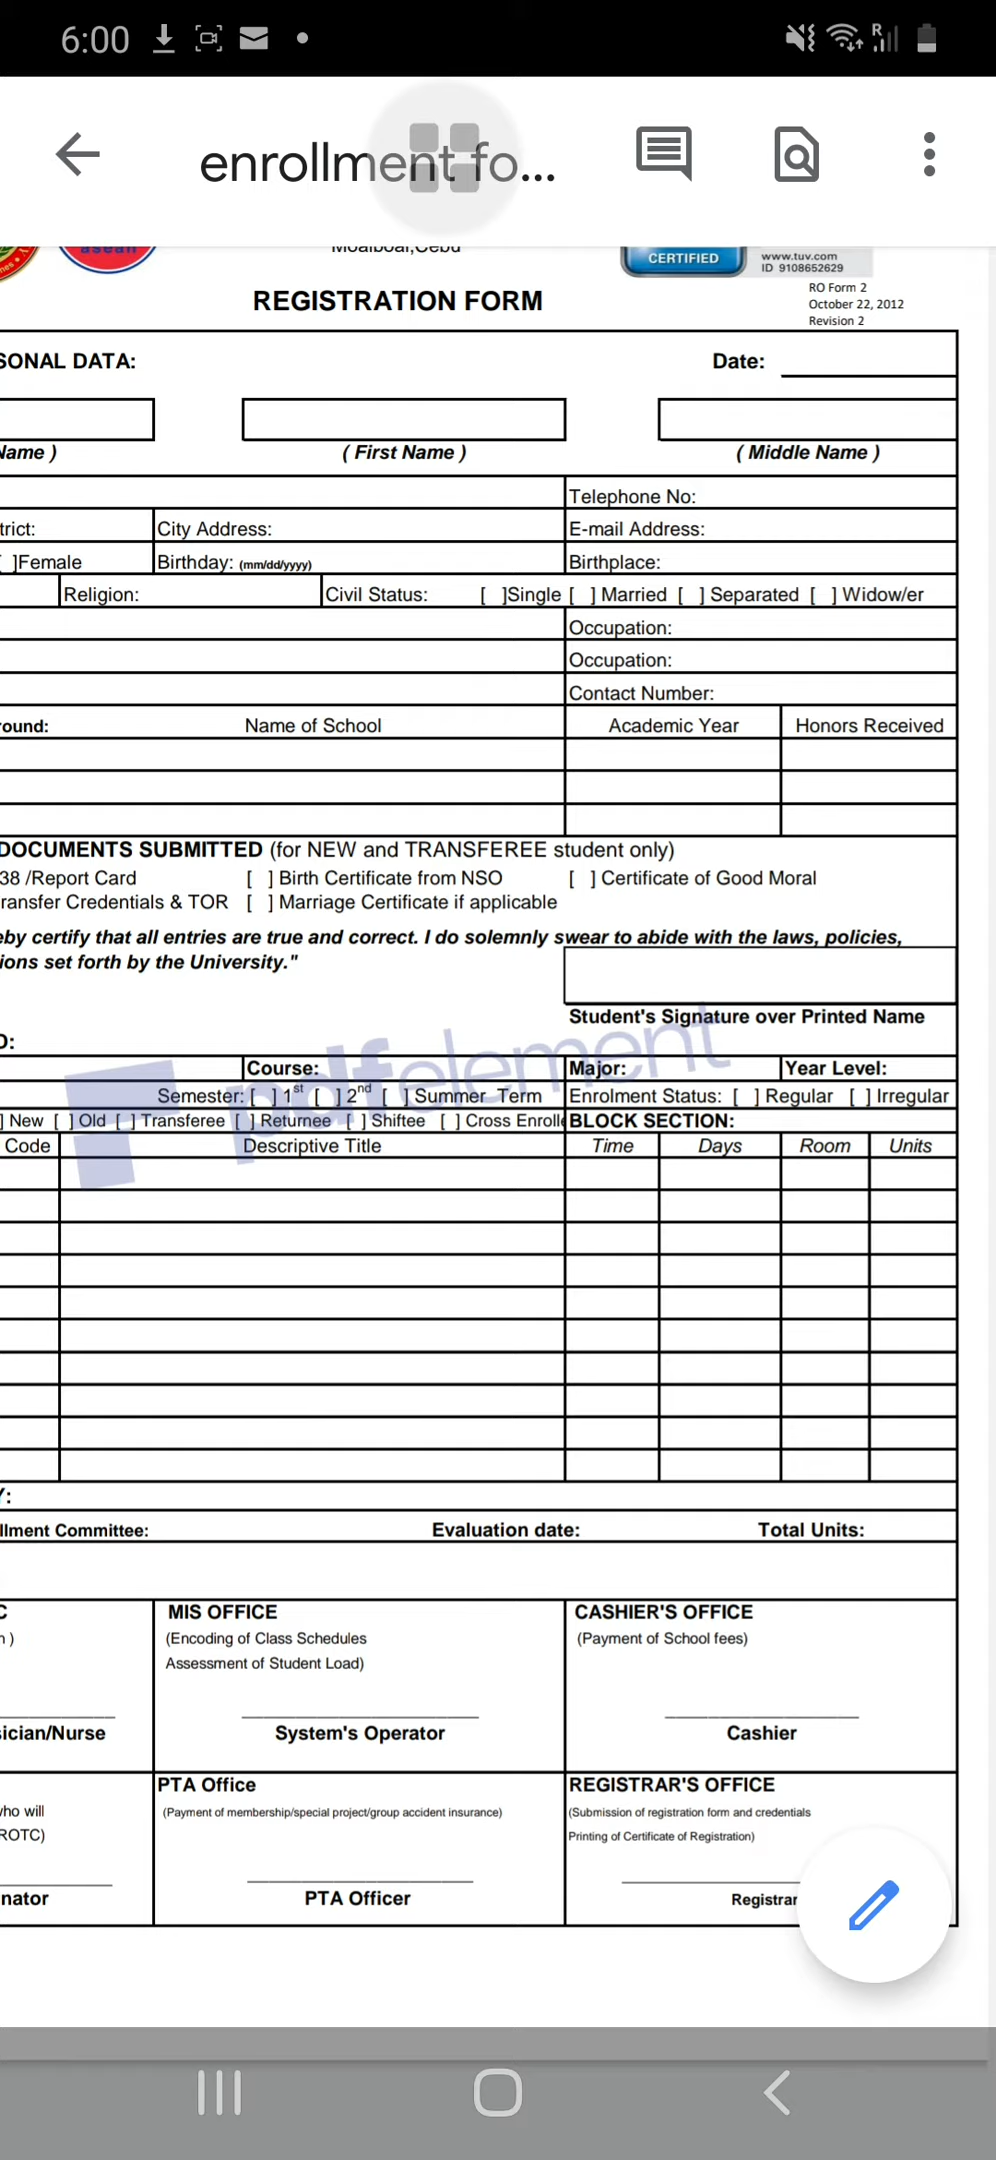 6:00
R
enrollment fo...
asean
Moalboal,Cebu
CERTIFIED
www.tuv.com
ID 9108652629
RO Form 2
October 22, 2012
Revision 2
REGISTRATION FORM
SONAL DATA: Date:
Name ) ( First Name ) ( Middle Name )
Telephone No:
trict: City Address: E-mail Address:
[ ]Female Birthday: (mm/dd/yyyy) Birthplace:
Religion: Civil Status: [ ]Single [ ] Married [ ] Separated [ ] Widow/er
Occupation:
Occupation:
Contact Number:
round: Name of School Academic Year Honors Received
DOCUMENTS SUBMITTED (for NEW and TRANSFEREE student only)
38 /Report Card [ ] Birth Certificate from NSO [ ] Certificate of Good Moral
ransfer Credentials & TOR [ ] Marriage Certificate if applicable
eby certify that all entries are true and correct. I do solemnly swear to abide with the laws, policies,
ions set forth by the University."
Student's Signature over Printed Name
pdfelement
D:
Course: Major: Year Level:
Semester: [ ] 1st [ ] 2nd [ ] Summer Term Enrolment Status: [ ] Regular [ ] Irregular
] New [ ] Old [ ] Transferee [ ] Returnee [ ] Shiftee [ ] Cross Enrolle BLOCK SECTION:
Code Descriptive Title Time Days Room Units
Y:
llment Committee: Evaluation date: Total Units:
C MIS OFFICE CASHIER'S OFFICE
n ) (Encoding of Class Schedules (Payment of School fees)
Assessment of Student Load)
sician/Nurse System's Operator Cashier
PTA Office REGISTRAR'S OFFICE
who will (Payment of membership/special project/group accident insurance) (Submission of registration form and credentials
ROTC) Printing of Certificate of Registration)
nator PTA Officer Registrar